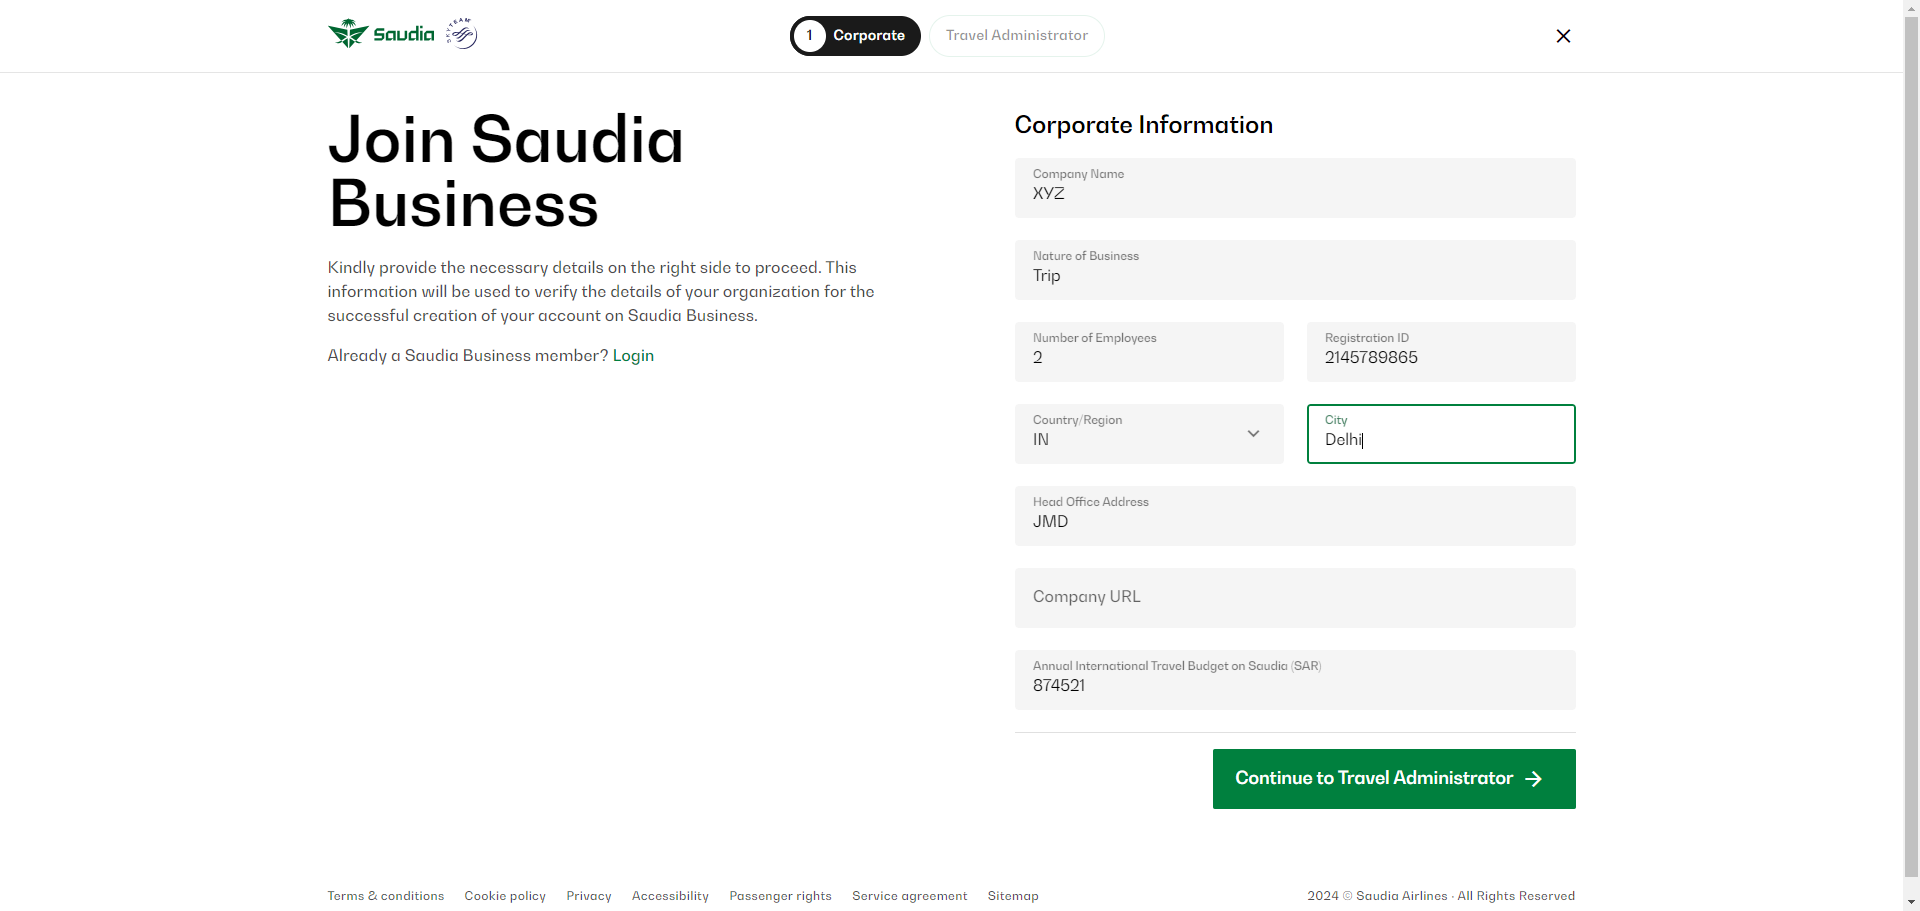 Saudia
SKYTEAM
1
Corporate
Travel Administrator
Join Saudia
Business
Kindly provide the necessary details on the right side to proceed. This
information will be used to verify the details of your organization for the
successful creation of your account on Saudia Business.
Already a Saudia Business member? Login
Corporate Information
Company Name
XYZ
Nature of Business
Trip
Number of Employees
2
Registration ID
2145789865
Country/Region
IN
City
Delhi
Head Office Address
JMD
Company URL
Annual International Travel Budget on Saudia (SAR)
874521
Continue to Travel Administrator
Terms & conditions
Cookie policy
Privacy
Accessibility
Passenger rights
Service agreement
Sitemap
2024 © Saudia Airlines · All Rights Reserved